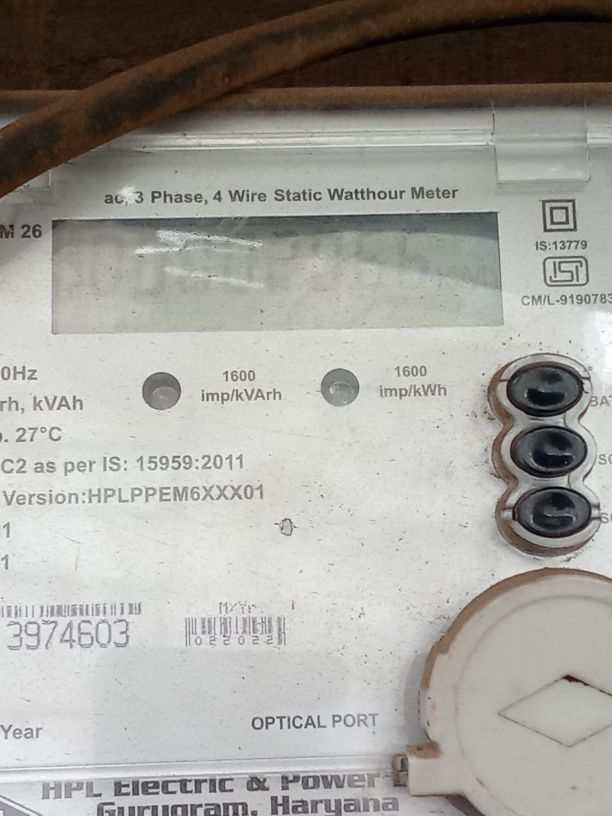 ac, 3 Phase, 4 Wire Static Watthour Meter
M 26
IS:13779
CM/L-9190783
0Hz
1600
imp/kVArh
1600
imp/kWh
rh, kVAh
BAT
. 27°C
C2 as per IS: 15959:2011
Version:HPLPPEM6XXX01
1
1
M/Yr
3974603
022022
Year
OPTICAL PORT
HPL Electric & Power
Gurugram, Haryana